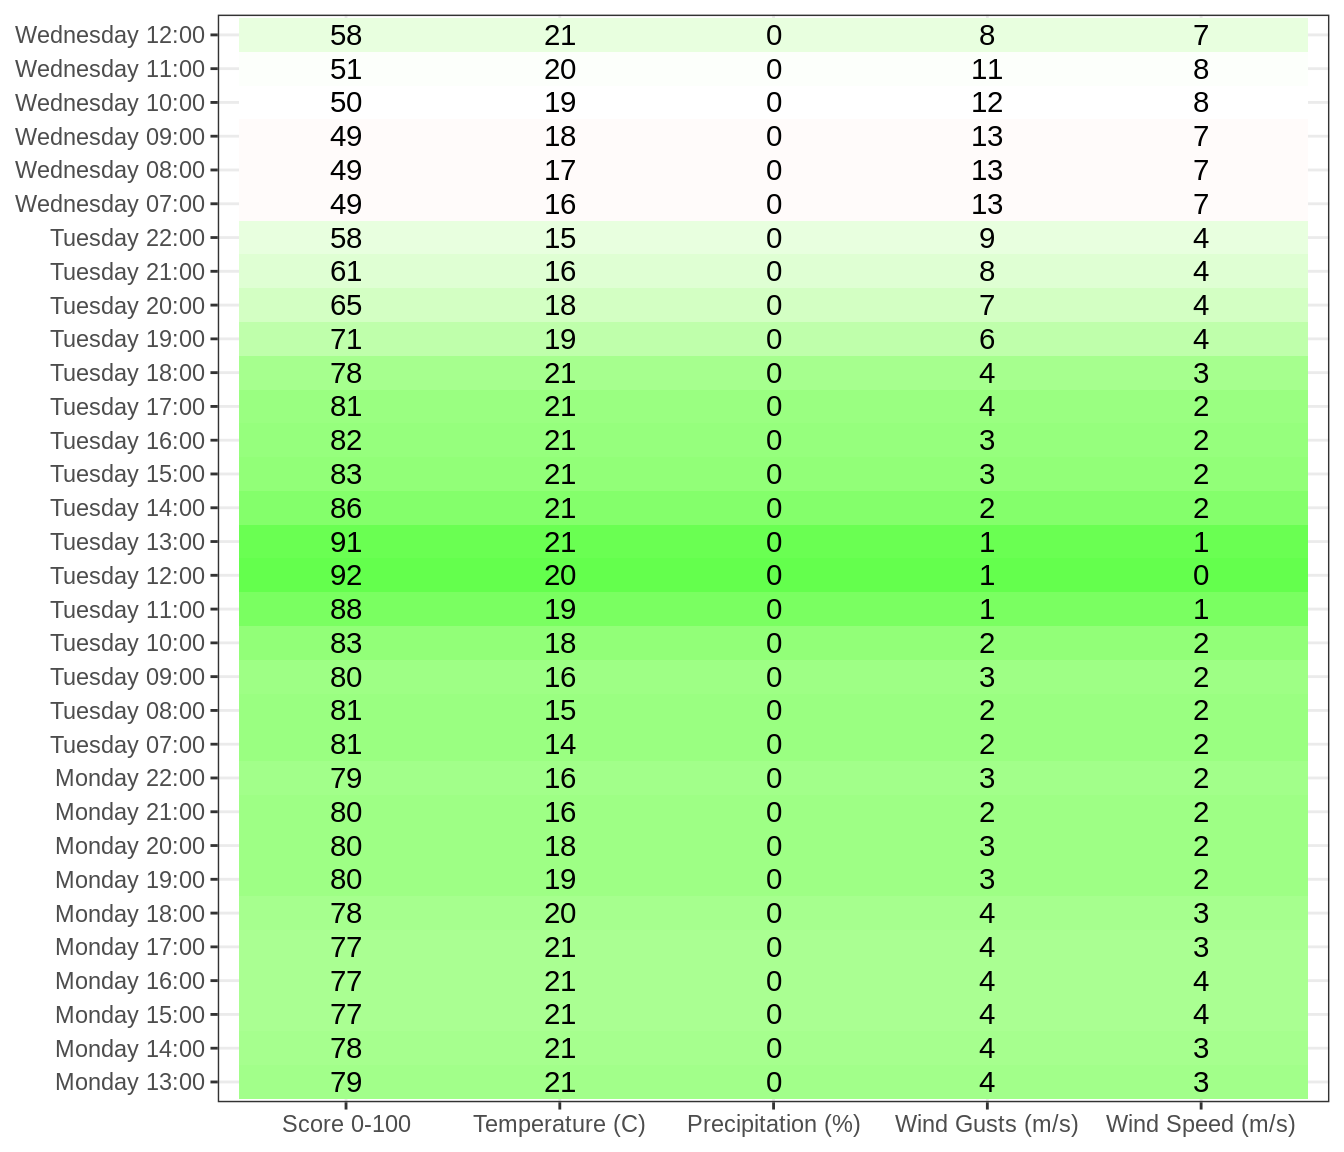 Wednesday 12:00 58 21 0 8 7
Wednesday 11:00 51 20 0 11 8
Wednesday 10:00 50 19 0 12 8
Wednesday 09:00 49 18 0 13 7
Wednesday 08:00 49 17 0 13 7
Wednesday 07:00 49 16 0 13 7
Tuesday 22:00 58 15 0 9 4
Tuesday 21:00 61 16 0 8 4
Tuesday 20:00 65 18 0 7 4
Tuesday 19:00 71 19 0 6 4
Tuesday 18:00 78 21 0 4 3
Tuesday 17:00 81 21 0 4 2
Tuesday 16:00 82 21 0 3 2
Tuesday 15:00 83 21 0 3 2
Tuesday 14:00 86 21 0 2 2
Tuesday 13:00 91 21 0 1 1
Tuesday 12:00 92 20 0 1 0
Tuesday 11:00 88 19 0 1 1
Tuesday 10:00 83 18 0 2 2
Tuesday 09:00 80 16 0 3 2
Tuesday 08:00 81 15 0 2 2
Tuesday 07:00 81 14 0 2 2
Monday 22:00 79 16 0 3 2
Monday 21:00 80 16 0 2 2
Monday 20:00 80 18 0 3 2
Monday 19:00 80 19 0 3 2
Monday 18:00 78 20 0 4 3
Monday 17:00 77 21 0 4 3
Monday 16:00 77 21 0 4 4
Monday 15:00 77 21 0 4 4
Monday 14:00 78 21 0 4 3
Monday 13:00 79 21 0 4 3
Score 0-100 Temperature (C) Precipitation (%) Wind Gusts (m/s) Wind Speed (m/s)